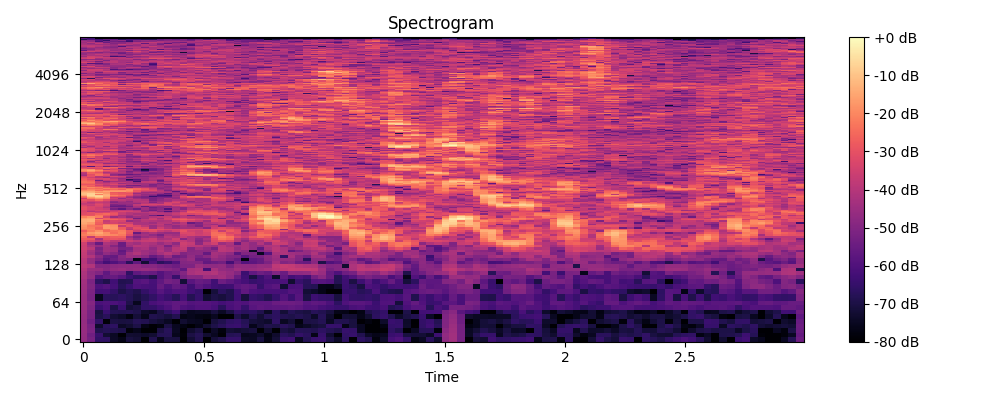 Spectrogram
Hz
4096
2048
1024
512
256
128
64
0
0
0.5
1
1.5
2
2.5
Time
+0 dB
-10 dB
-20 dB
-30 dB
-40 dB
-50 dB
-60 dB
-70 dB
-80 dB